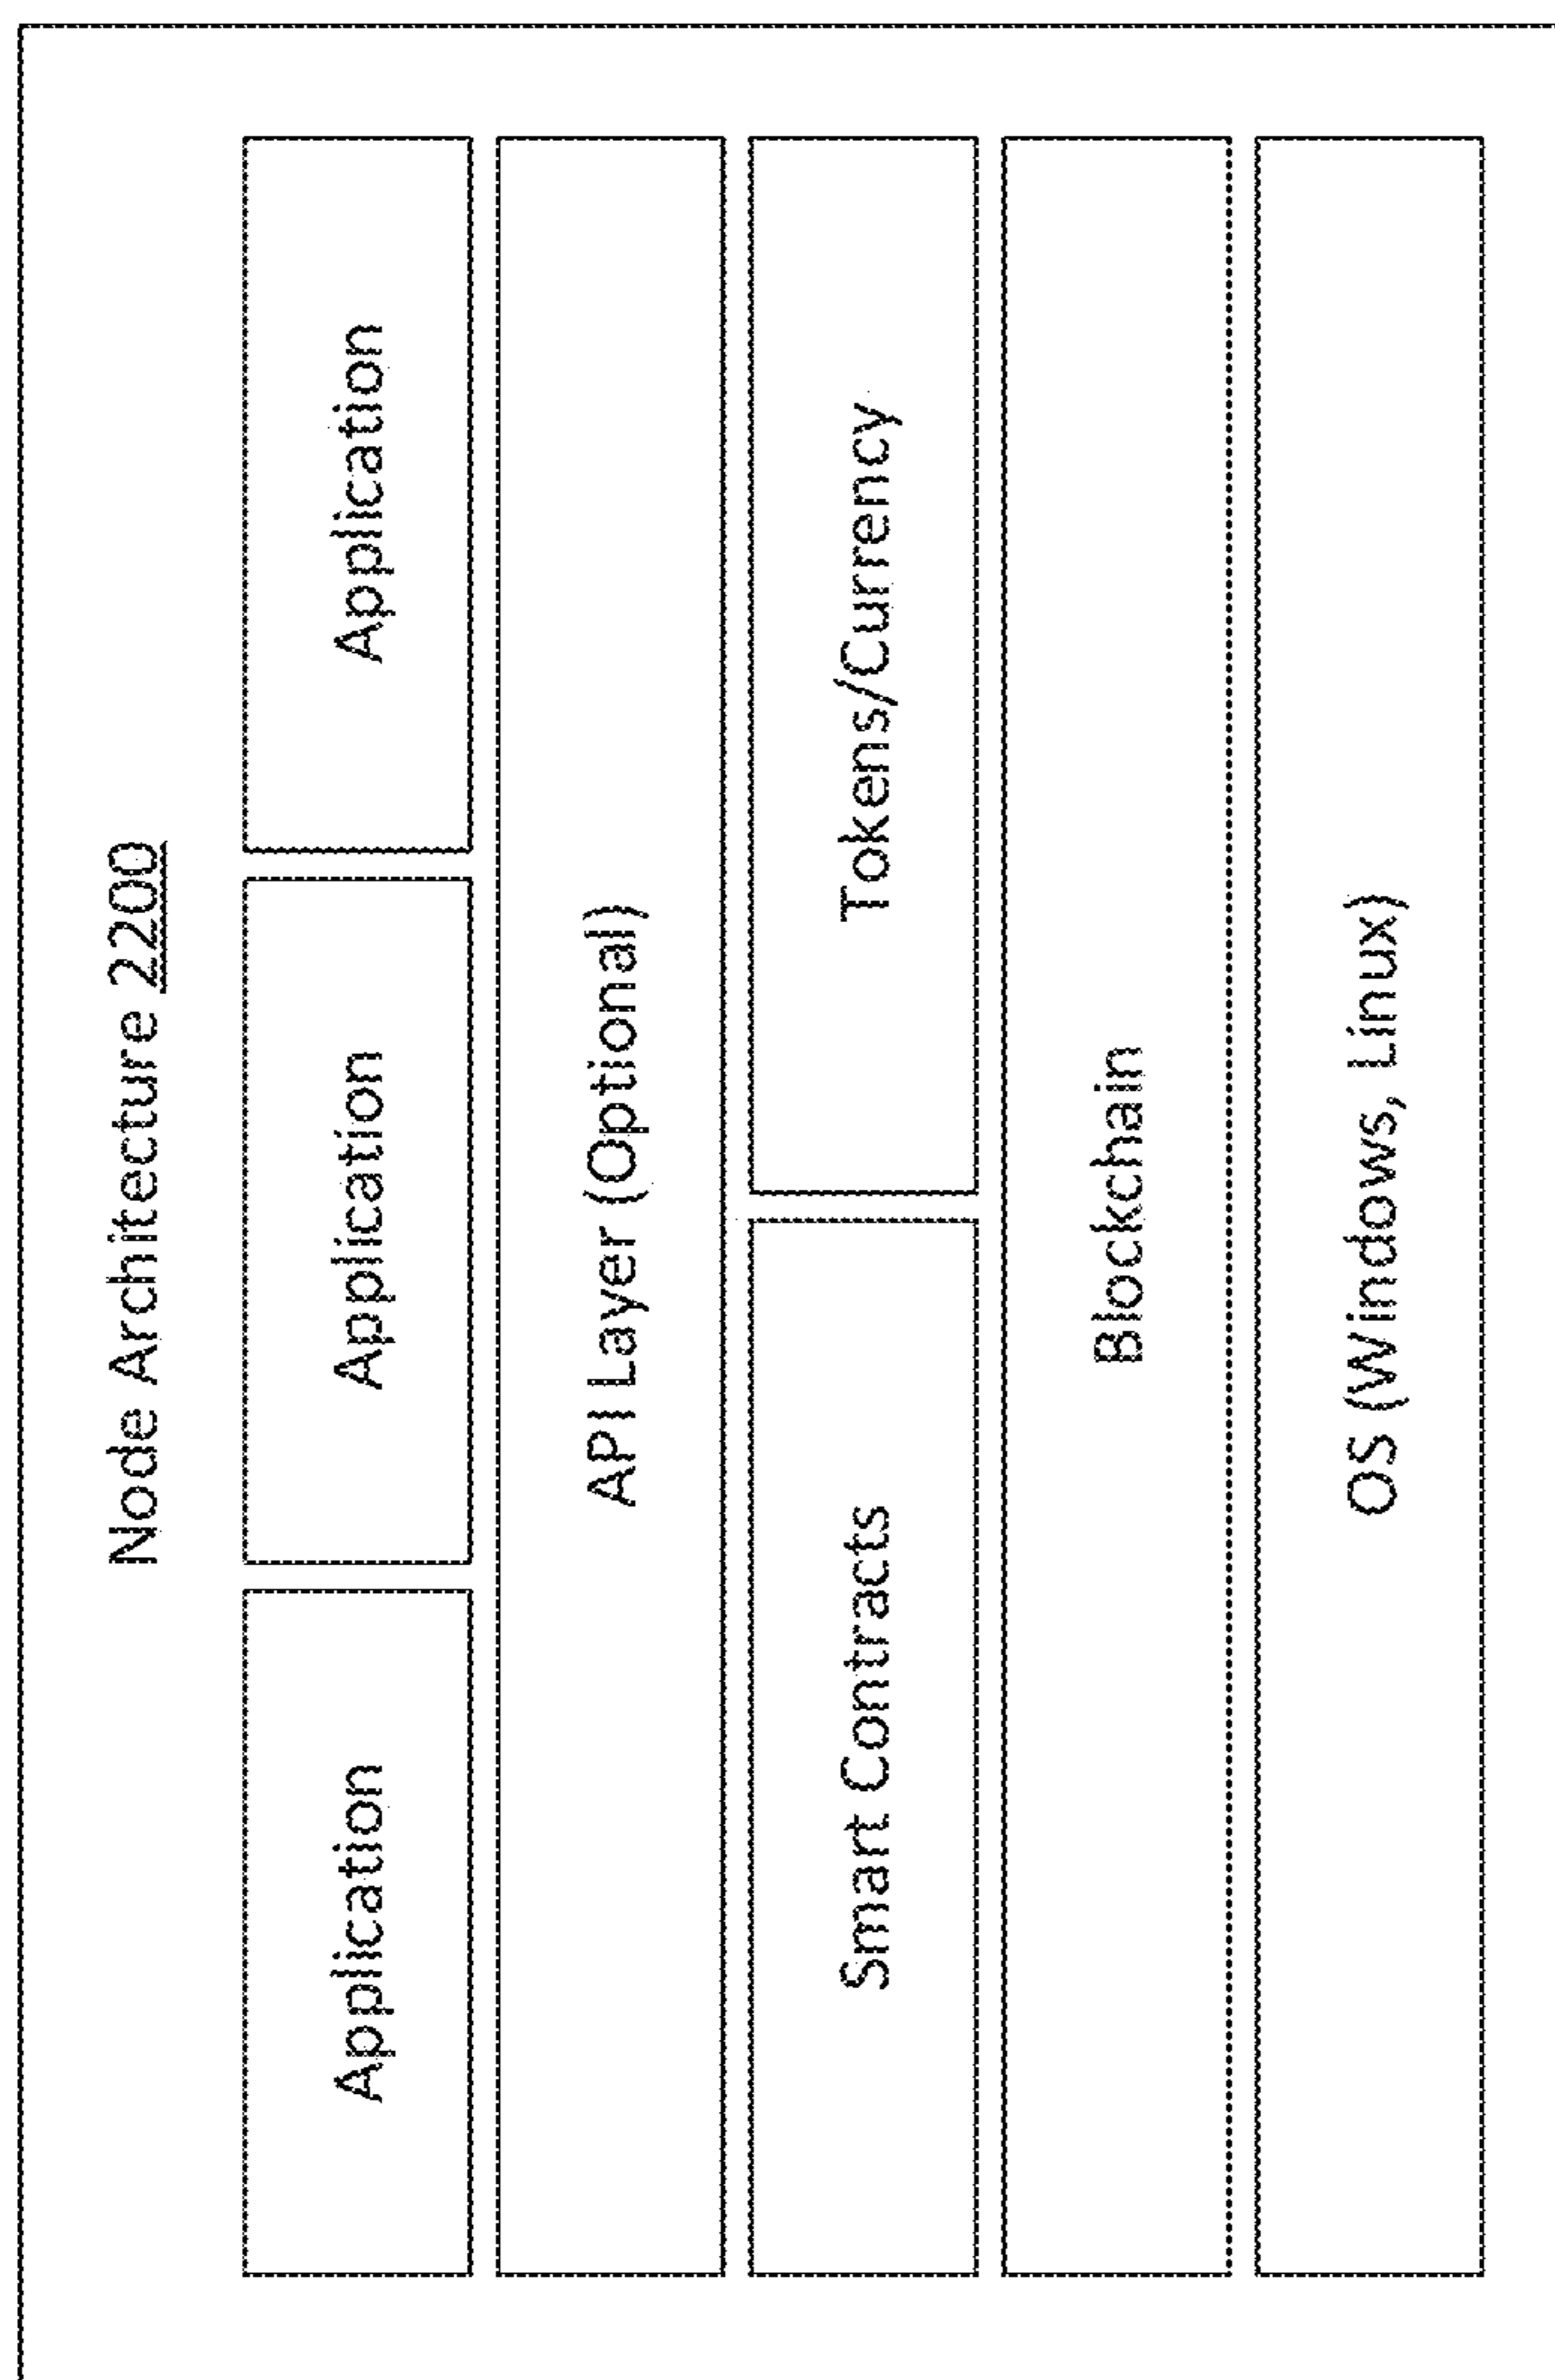 Node Architecture 2200
Application
Application
Application
API Layer (Optional)
Smart Contracts
Tokens/Currency
Blockchain
OS (Windows, Linux)